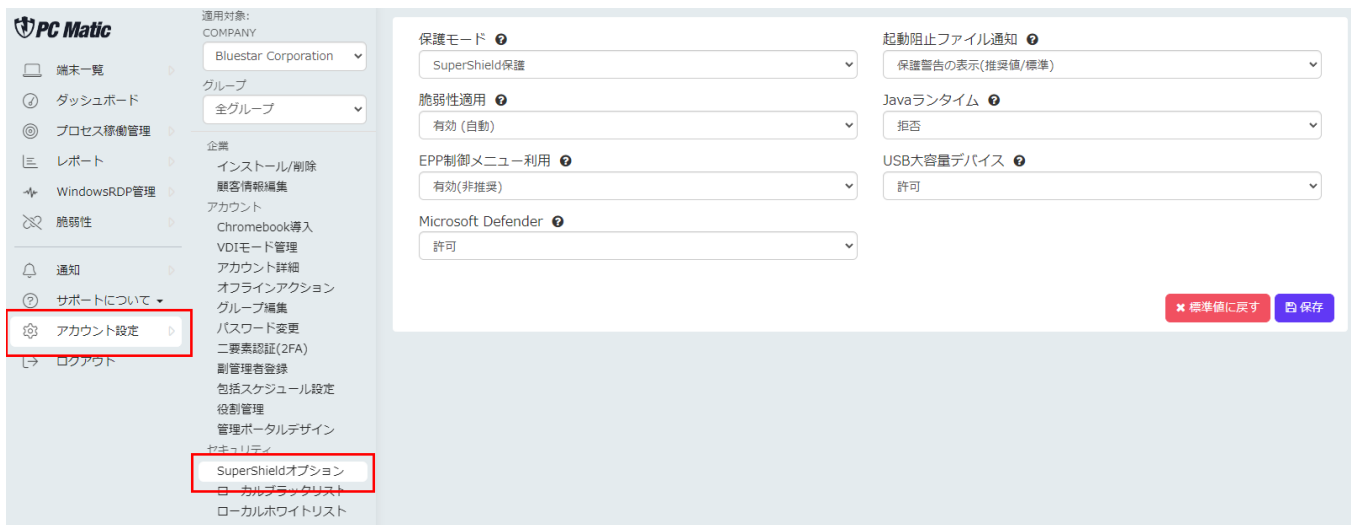 PC Matic
端末一覧
ダッシュボード
プロセス稼働管理
レポート
WindowsRDP管理
脆弱性
通知
サポートについて
アカウント設定
ログアウト
適用対象:
COMPANY
Bluestar Corporation
グループ
全グループ
企業
インストール/削除
顧客情報編集
アカウント
Chromebook導入
VDIモード管理
アカウント詳細
オフラインアクション
グループ編集
パスワード変更
二要素認証(2FA)
副管理者登録
包括スケジュール設定
役割管理
管理ポータルデザイン
セキュリティ
SuperShieldオプション
ローカルブラックリスト
ローカルホワイトリスト
保護モード
SuperShield保護
起動阻止ファイル通知
保護警告の表示(推奨値/標準)
脆弱性適用
有効 (自動)
Javaランタイム
拒否
EPP制御メニュー利用
有効(非推奨)
USB大容量デバイス
許可
Microsoft Defender
許可
標準値に戻す
保存